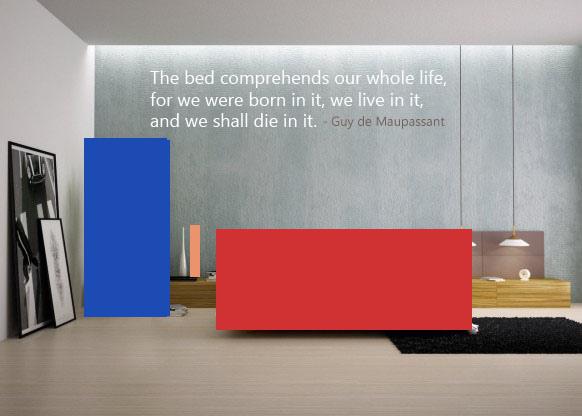 The bed comprehends our whole life,
for we were born in it, we live in it,
and we shall die in it. - Guy de Maupassant